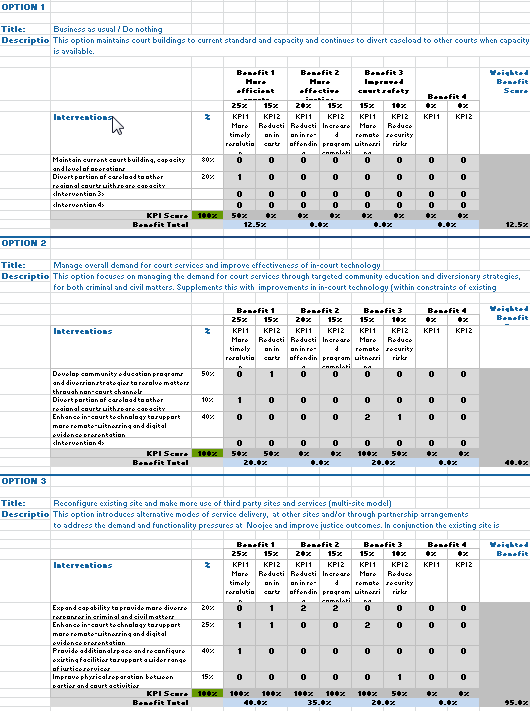 OPTION 1
Title: Business as usual / Do nothing
Descriptio This option maintains court buildings to current standard and capacity and continues to divert caseload to other courts when capacity
is available.
Benefit 1 Benefit 2 Benefit 3 Weighted
More More Improved Benefit
efficient effective court safety Benefit 4 Score
25% 15% 20% 15% 15% 10% 0% 0%
Interventions % KPI1 KPI2 KPI1 KPI2 KPI1 KPI2 KPI1 KPI2
More Reducti Reducti Increase More Reduce
timely on in on in re- d remote security
resolutio costs offendin program witnessi risks
Maintain current court building, capacity 80% 0 0 0 0 0 0 0 0
and level of operations
Divert portion of caseload to other 20% 1 0 0 0 0 0 0 0
regional courts with spare capacity
<Intervention 3> 0 0 0 0 0 0 0 0
<Intervention 4> 0 0 0 0 0 0 0 0
KPI Score 100% 50% 0% 0% 0% 0% 0% 0% 0%
Benefit Total 12.5% 0.0% 0.0% 0.0% 12.5%
OPTION 2
Title: Manage overall demand for court services and improve effectiveness of in-court technology
Descriptio This option focuses on managing the demand for court services through targeted community education and diversionary strategies,
for both criminal and civil matters. Supplements this with improvements in in-court technology (within constraints of existing
Benefit 1 Benefit 2 Benefit 3 Benefit 4 Weighted
25% 15% 20% 15% 15% 10% 0% 0% Benefit
Interventions % KPI1 KPI2 KPI1 KPI2 KPI1 KPI2 KPI1 KPI2
More Reducti Reducti Increase More Reduce
timely on in on in re- d remote security
resolutio costs offendin program witnessi risks
Develop community education programs 50% 0 1 0 0 0 0 0 0
and diversion strategies to resolve matters
through non-court channels
Divert portion of caseload to other 10% 1 0 0 0 0 0 0 0
regional courts with spare capacity
Enhance in-court technology to support 40% 0 0 0 0 2 1 0 0
more remote-witnessing and digital
evidence presentation
<Intervention 4> 0 0 0 0 0 0 0 0
KPI Score 100% 50% 50% 0% 0% 100% 50% 0% 0%
Benefit Total 20.0% 0.0% 20.0% 0.0% 40.0%
OPTION 3
Title: Reconfigure existing site and make more use of third party sites and services (multi-site model)
Descriptio This option introduces alternative modes of service delivery, at other sites and/or through partnership arrangements
to address the demand and functionality pressures at Noojee and improve justice outcomes. In conjunction the existing site is
Benefit 1 Benefit 2 Benefit 3 Benefit 4 Weighted
25% 15% 20% 15% 15% 10% 0% 0% Benefit
Interventions % KPI1 KPI2 KPI1 KPI2 KPI1 KPI2 KPI1 KPI2
More Reducti Reducti Increase More Reduce
timely on in on in re- d remote security
resolutio costs offendin program witnessi risks
Expand capability to provide more diverse 20% 0 1 2 2 0 0 0 0
responses in criminal and civil matters
Enhance in-court technology to support 25% 1 1 0 0 2 0 0 0
more remote-witnessing and digital
evidence presentation
Provide additional space and reconfigure 40% 1 0 0 0 0 0 0 0
existing facilities to support a wider range
of justice services
Improve physical separation between 15% 0 0 0 0 0 1 0 0
parties and court activities
KPI Score 100% 100% 100% 100% 100% 100% 50% 0% 0%
Benefit Total 40.0% 35.0% 20.0% 0.0% 95.0%